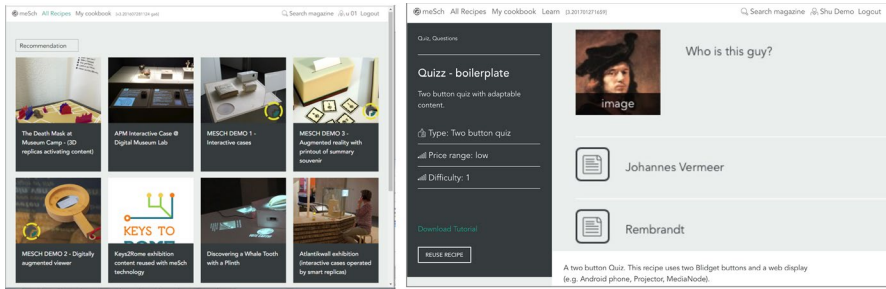 meSch All Recipes My cookbook
Search magazine Logout
Recommendation
The Death Mask at
Museum Camp - (3D
replicas activating content)
APM Interactive Case @
Digital Museum Lab
MESCH DEMO 1 -
Interactive cases
MESCH DEMO 3 -
Augmented reality with
printout of summary
souvenir
MESCH DEMO 2 - Digitally
augmented viewer
KEYS TO
Keys2Rome exhibition
content reused with meSch
technology
Discovering a Whale Tooth
with a Plinth
Atlantikwall exhibition
(Interactive cases operated
by smart replicas)
meSch All Recipes My cookbook Learn (3.201701271659)
Search magazine Shu Demo Logout
Quiz, Questions
Quizz - boilerplate
Two button quiz with adaptable
content.
Type: Two button quiz
Price range: low
Difficulty: 1
Download Tutorial
REUSE RECIPE
Who is this guy?
image
Johannes Vermeer
Rembrandt
A two button Quiz. This recipe uses two Blidget buttons and a web display
(e.g. Android phone, Projector, MediaNode).